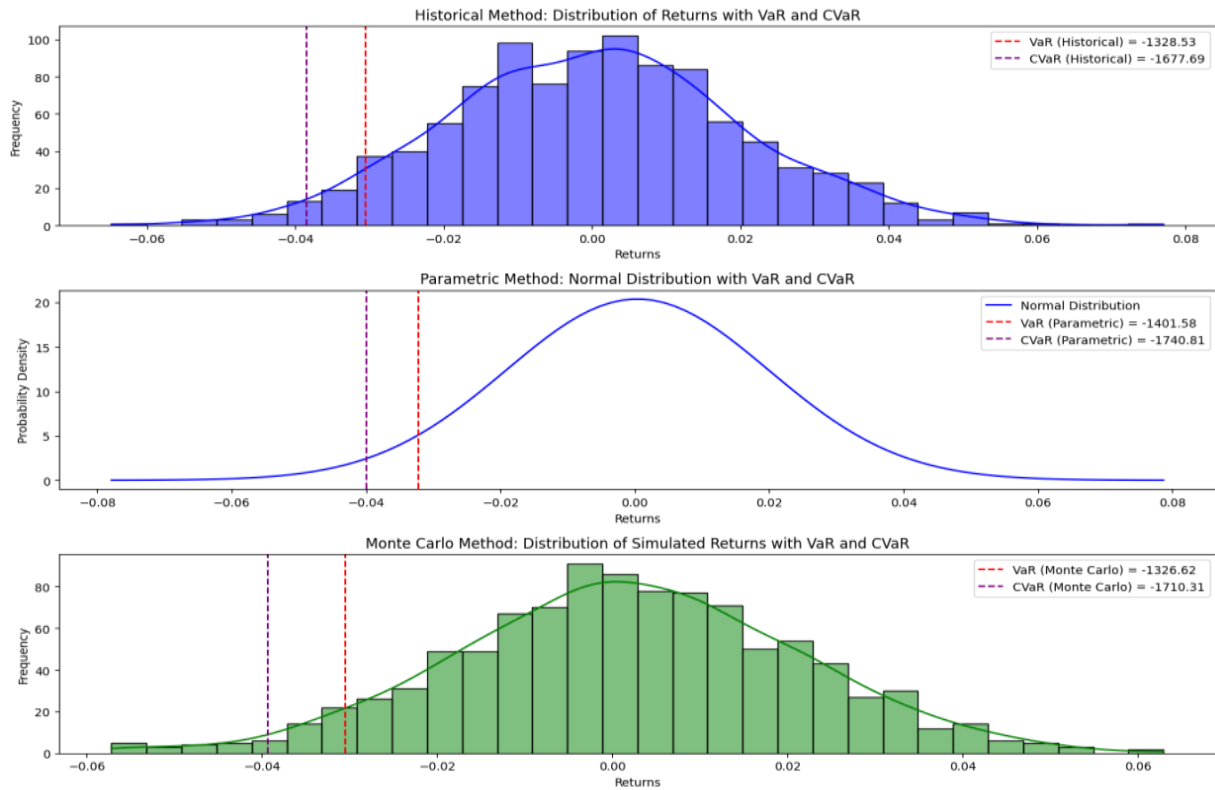 Historical Method: Distribution of Returns with VaR and CVaR
VaR (Historical) = -1328.53
CVaR (Historical) = -1677.69
Frequency
100
80
60
40
20
0
−0.06 −0.04 −0.02 0.00 0.02 0.04 0.06 0.08
Returns
Parametric Method: Normal Distribution with VaR and CVaR
Normal Distribution
VaR (Parametric) = -1401.58
CVaR (Parametric) = -1740.81
Probability Density
20
15
10
5
0
−0.08 −0.06 −0.04 −0.02 0.00 0.02 0.04 0.06 0.08
Returns
Monte Carlo Method: Distribution of Simulated Returns with VaR and CVaR
VaR (Monte Carlo) = -1326.62
CVaR (Monte Carlo) = -1710.31
Frequency
80
60
40
20
0
−0.06 −0.04 −0.02 0.00 0.02 0.04 0.06
Returns